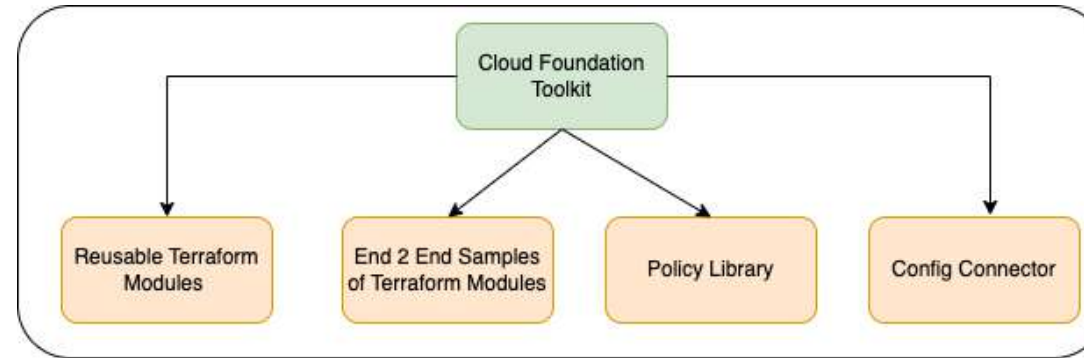 Cloud Foundation
Toolkit
Reusable Terraform
Modules
End 2 End Samples
of Terraform Modules
Policy Library
Config Connector